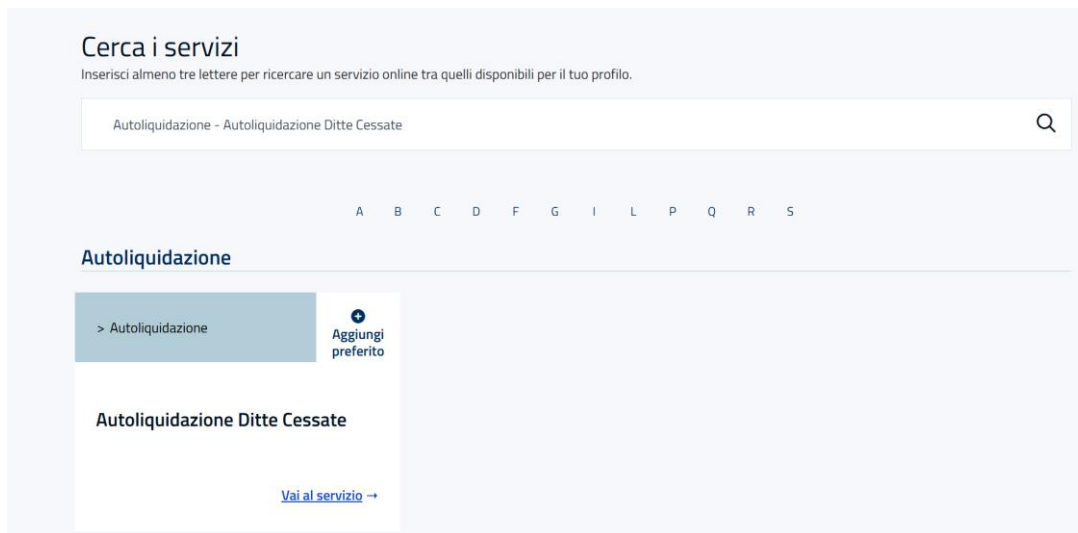 Cerca i servizi
Inserisci almeno tre lettere per ricercare un servizio online tra quelli disponibili per il tuo profilo.
Autoliquidazione - Autoliquidazione Ditte Cessate
A B C D F G I L P Q R S
Autoliquidazione
> Autoliquidazione
Aggiungi
preferito
Autoliquidazione Ditte Cessate
Vai al servizio →